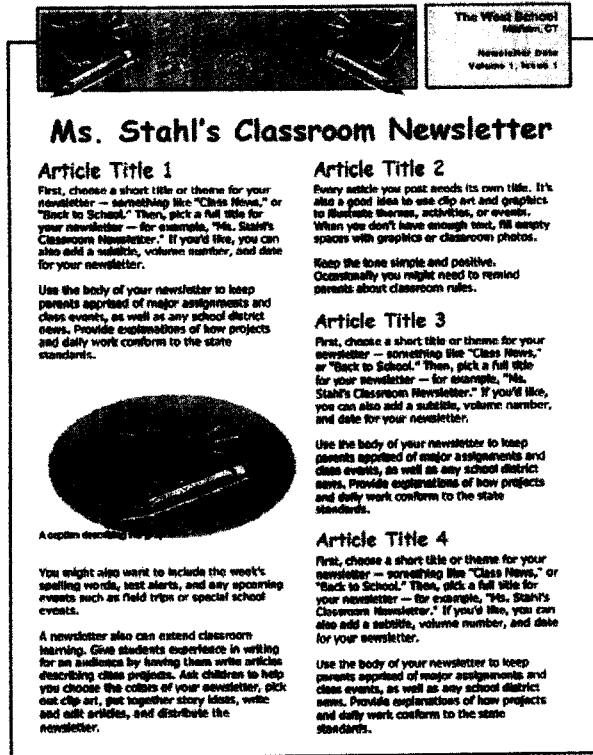 The West School
Milford, CT
Newsletter Date
Volume 1, Issue 1
Ms. Stahl's Classroom Newsletter
Article Title 1
First, choose a short title or theme for your
newsletter — something like "Class News," or
"Back to School." Then, pick a full title for
your newsletter — for example, "Ms. Stahl's
Classroom Newsletter." If you'd like, you can
also add a subtitle, volume number, and date
for your newsletter.
Use the body of your newsletter to keep
parents apprised of major assignments and
class events, as well as any school district
news. Provide explanations of how projects
and daily work conform to the state
standards.
A caption describing the
You might also want to include the week's
spelling words, test alerts, and any upcoming
events such as field trips or special school
events.
A newsletter also can extend classroom
learning. Give students experience in writing
for an audience by having them write articles
describing class projects. Ask children to help
you choose the colors of your newsletter, pick
out clip art, put together story ideas, write
and edit articles, and distribute the
newsletter.
Article Title 2
Every article you post needs its own title. It's
also a good idea to use clip art and graphics
to illustrate themes, activities, or events.
When you don't have enough text, fill empty
spaces with graphics or classroom photos.
Keep the tone simple and positive.
Occasionally you might need to remind
parents about classroom rules.
Article Title 3
First, choose a short title or theme for your
newsletter — something like "Class News,"
or "Back to School." Then, pick a full title
for your newsletter — for example, "Ms.
Stahl's Classroom Newsletter." If you'd like,
you can also add a subtitle, volume number,
and date for your newsletter.
Use the body of your newsletter to keep
parents apprised of major assignments and
class events, as well as any school district
news. Provide explanations of how projects
and daily work conform to the state
standards.
Article Title 4
First, choose a short title or theme for your
newsletter — something like "Class News," or
"Back to School." Then, pick a full title for
your newsletter — for example, "Ms. Stahl's
Classroom Newsletter." If you'd like, you can
also add a subtitle, volume number, and date
for your newsletter.
Use the body of your newsletter to keep
parents apprised of major assignments and
class events, as well as any school district
news. Provide explanations of how projects
and daily work conform to the state
standards.